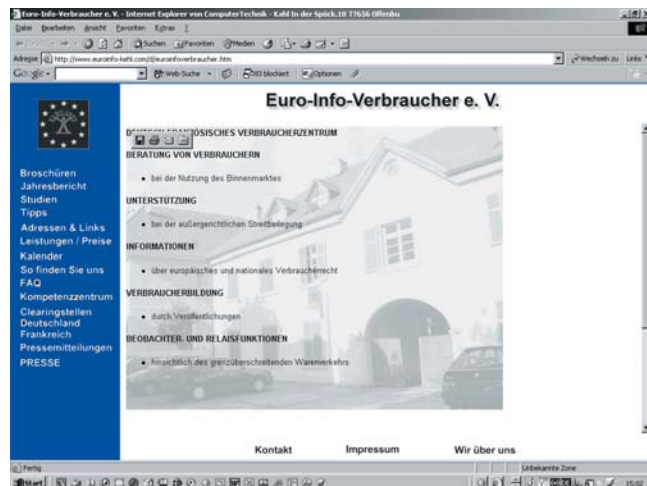 Euro-Info-Verbraucher e. V. - Internet Explorer von ComputerTechnik - Kahl In der Spöck.10 77656 Offenbu
Datei Bearbeiten Ansicht Favoriten Extras ?
Suchen Favoriten Medien
Adresse http://www.euroinfo-kehl.com/d/euroinfoverbraucher.htm Wechseln zu Links
Google Web-Suche blockiert Optionen
Euro-Info-Verbraucher e. V.
FRANZÖSISCHES VERBRAUCHERZENTRUM
BERATUNG VON VERBRAUCHERN
bei der Nutzung des Binnenmarktes
UNTERSTÜTZUNG
bei der außergerichtlichen Streitbeilegung
INFORMATIONEN
über europäisches und nationales Verbraucherrecht
VERBRAUCHERBILDUNG
durch Veröffentlichungen
BEOBACHTER- UND RELAISFUNKTIONEN
hinsichtlich des grenzüberschreitenden Warenverkehrs
Broschüren
Jahresbericht
Studien
Tipps
Adressen & Links
Leistungen / Preise
Kalender
So finden Sie uns
FAQ
Kompetenzzentrum
Clearingstellen
Deutschland
Frankreich
Pressemitteilungen
PRESSE
Kontakt Impressum Wir über uns
Fertig Unbekannte Zone
Start 15:02